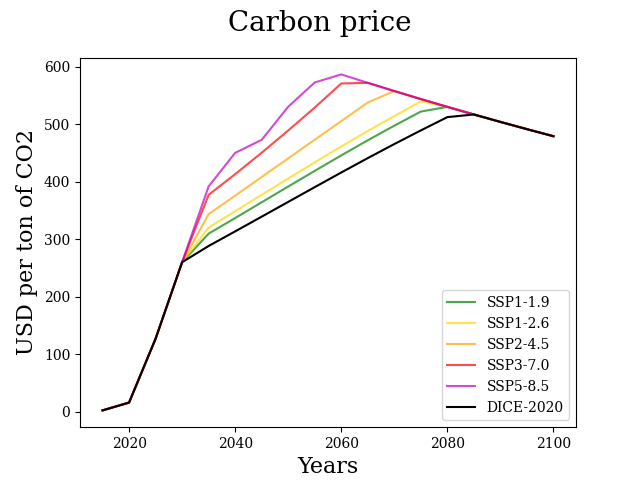 Carbon price
USD per ton of CO2
600
500
400
300
200
100
0
2020
2040
2060
2080
2100
Years
SSP1-1.9
SSP1-2.6
SSP2-4.5
SSP3-7.0
SSP5-8.5
DICE-2020